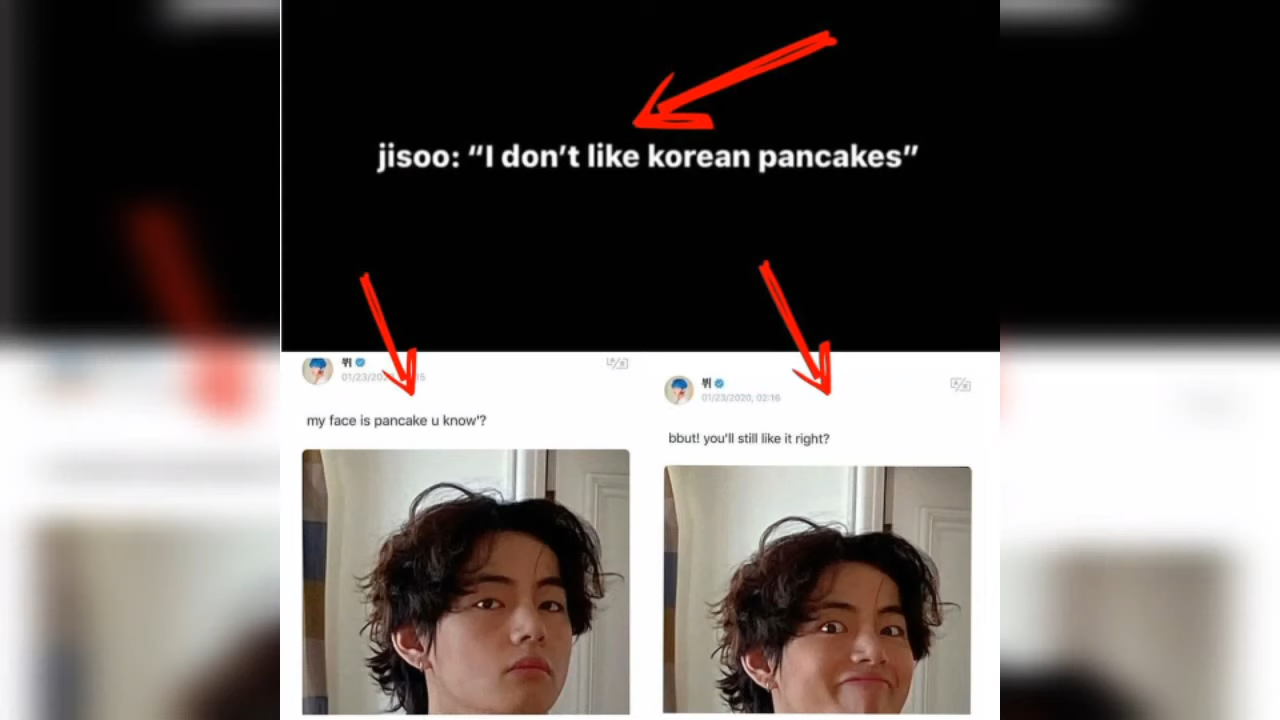 jisoo: “I don’t like korean pancakes”
뷔
my face is pancake u know'?
뷔
01/23/2020, 02:16
bbut! you'll still like it right?